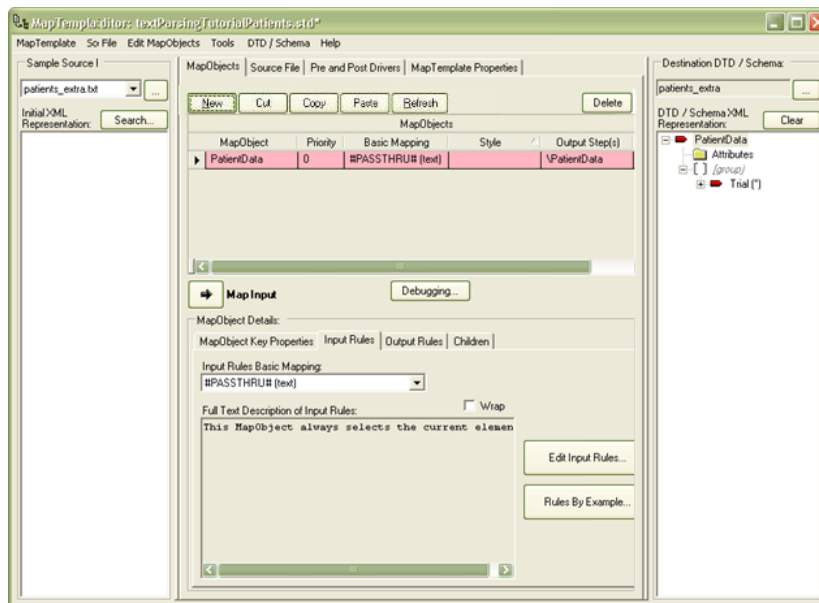 MapTemplaEditor: textParsingTutorialPatients.std*
MapTemplate So File Edit MapObjects Tools DTD / Schema Help
Sample Source I
patients_extra.txt
...
Initial XML
Representation:
Search...
MapObjects Source File Pre and Post Drivers MapTemplate Properties
New Cut Copy Paste Refresh Delete
MapObjects
MapObject Priority Basic Mapping Style Output Step(s)
PatientData 0 #PASSTHRU# (text) \PatientData
Map Input
Debugging...
MapObject Details:
MapObject Key Properties Input Rules Output Rules Children
Input Rules Basic Mapping:
#PASSTHRU# (text)
Full Text Description of Input Rules:
Wrap
This MapObject always selects the current elemen
Edit Input Rules...
Rules By Example...
Destination DTD / Schema:
patients_extra
...
DTD / Schema XML
Representation:
Clear
PatientData
Attributes
[ ] (group)
Trial (*)